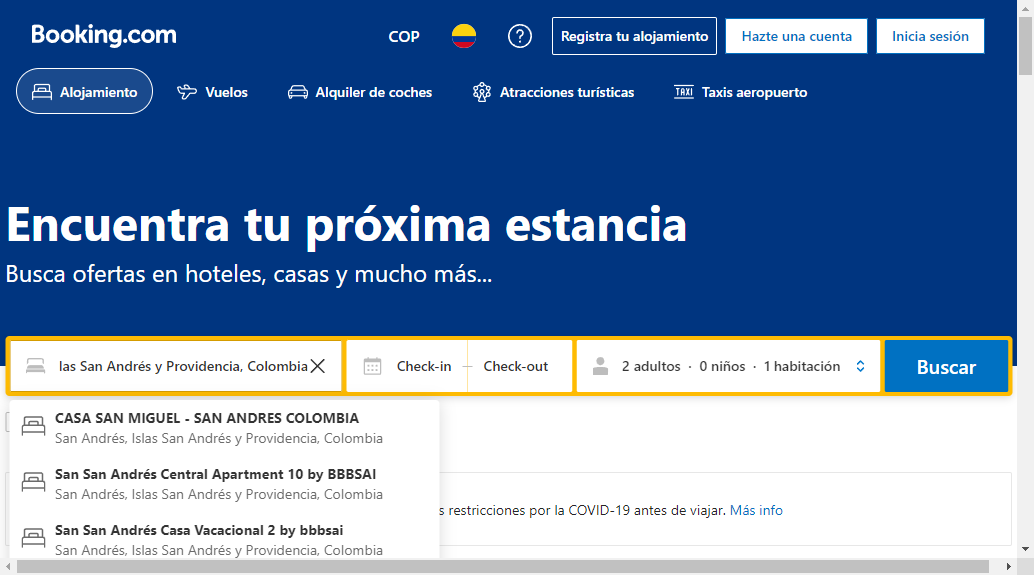 Booking.com
COP
Registra tu alojamiento
Hazte una cuenta
Inicia sesión
Alojamiento
Vuelos
Alquiler de coches
Atracciones turísticas
TAXI
Taxis aeropuerto
Encuentra tu próxima estancia
Busca ofertas en hoteles, casas y mucho más...
las San Andrés y Providencia, Colombia
Check-in — Check-out
2 adultos · 0 niños · 1 habitación
Buscar
CASA SAN MIGUEL - SAN ANDRES COLOMBIA
San Andrés, Islas San Andrés y Providencia, Colombia
San San Andrés Central Apartment 10 by BBBSAI
San Andrés, Islas San Andrés y Providencia, Colombia
s restricciones por la COVID-19 antes de viajar. Más info
San San Andrés Casa Vacacional 2 by bbbsai
San Andrés, Islas San Andrés y Providencia, Colombia